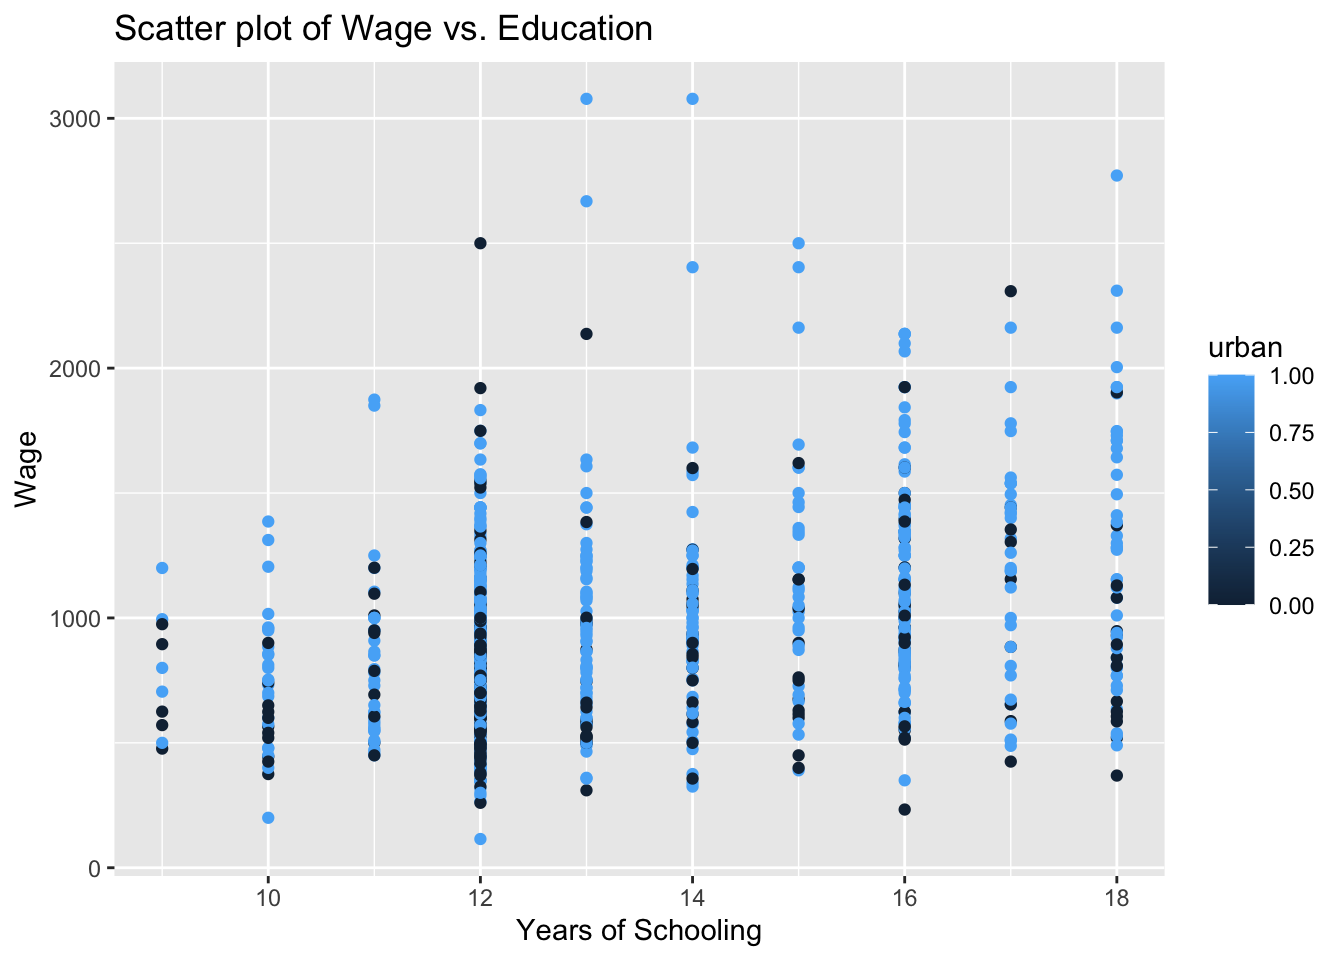 Scatter plot of Wage vs. Education
3000
2000
1000
0
Wage
10 12 14 16 18
Years of Schooling
urban
1.00
0.75
0.50
0.25
0.00